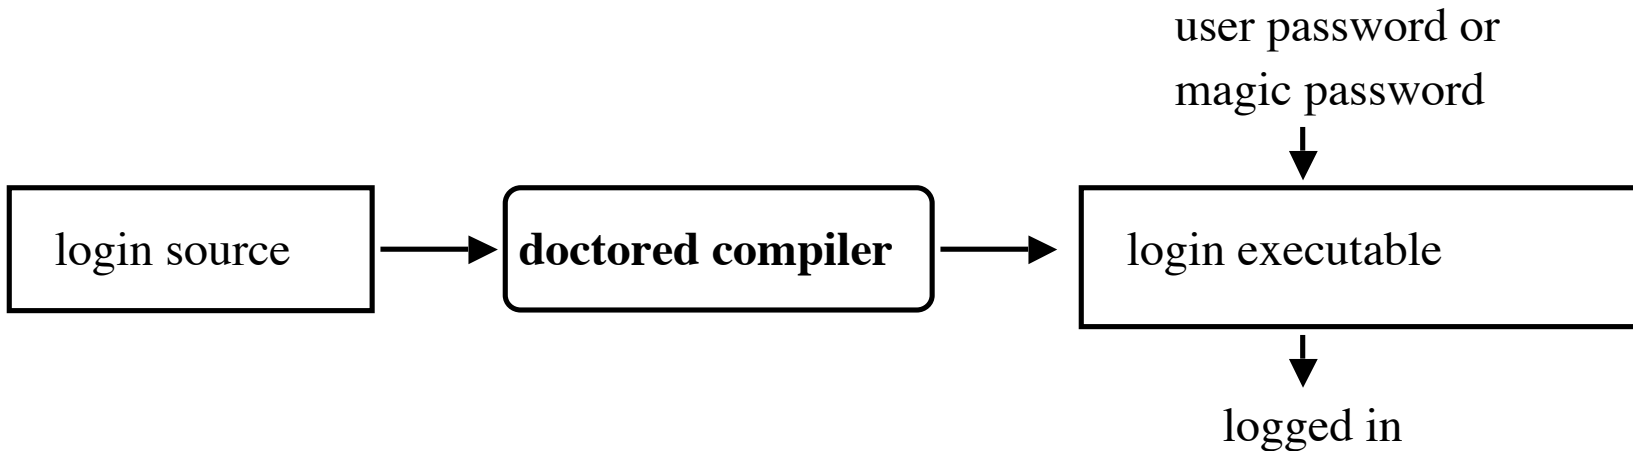 user password or
magic password
login source
doctored compiler
login executable
logged in